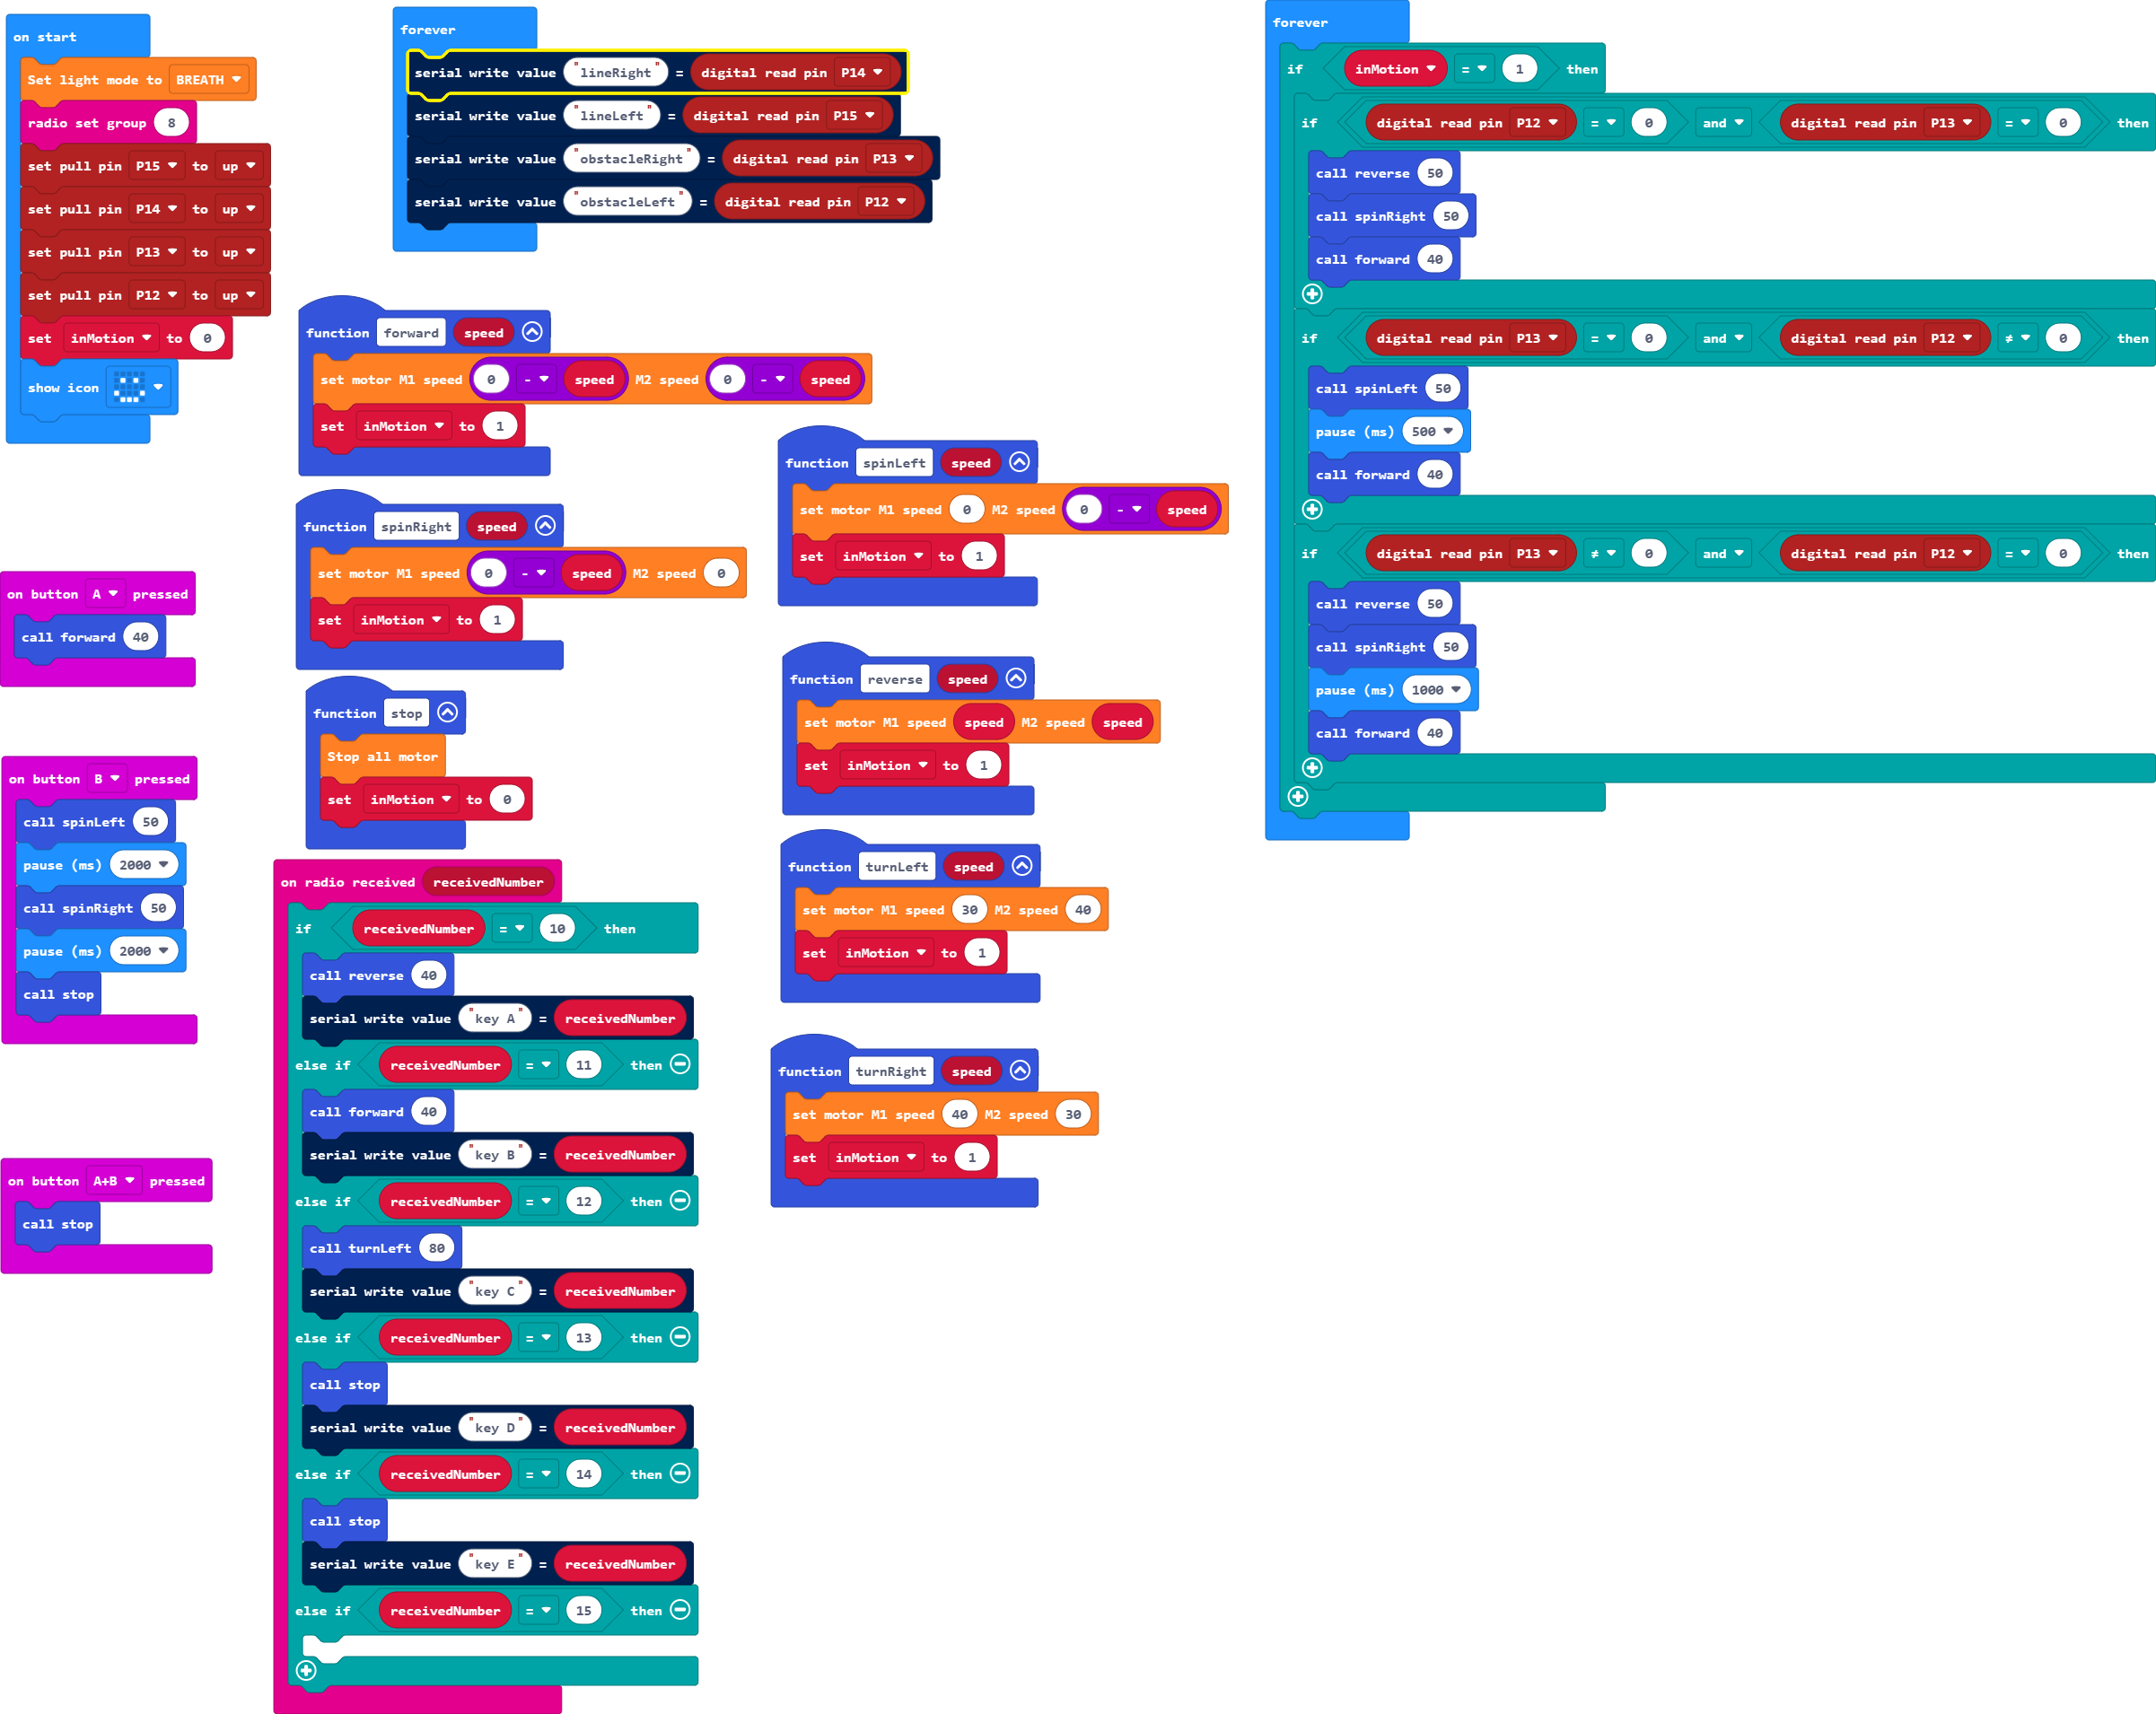 on start
Set light mode to BREATH
radio set group 8
set pull pin P15 to up
set pull pin P14 to up
set pull pin P13 to up
set pull pin P12 to up
set inMotion to 0
show icon
on button A pressed
call forward 40
on button B pressed
call spinLeft 50
pause (ms) 2000
call spinRight 50
pause (ms) 2000
call stop
on button A+B pressed
call stop
forever
serial write value "lineRight" = digital read pin P14
serial write value "lineLeft" = digital read pin P15
serial write value "obstacleRight" = digital read pin P13
serial write value "obstacleLeft" = digital read pin P12
function forward speed
set motor M1 speed 0 - speed M2 speed 0 - speed
set inMotion to 1
function spinRight speed
set motor M1 speed 0 - speed M2 speed 0
set inMotion to 1
function stop
Stop all motor
set inMotion to 0
on radio received receivedNumber
if receivedNumber = 10 then
call reverse 40
serial write value "key A" = receivedNumber
else if receivedNumber = 11 then
call forward 40
serial write value "key B" = receivedNumber
else if receivedNumber = 12 then
call turnLeft 80
serial write value "key C" = receivedNumber
else if receivedNumber = 13 then
call stop
serial write value "key D" = receivedNumber
else if receivedNumber = 14 then
call stop
serial write value "key E" = receivedNumber
else if receivedNumber = 15 then
function spinLeft speed
set motor M1 speed 0 M2 speed 0 - speed
set inMotion to 1
function reverse speed
set motor M1 speed speed M2 speed speed
set inMotion to 1
function turnLeft speed
set motor M1 speed 30 M2 speed 40
set inMotion to 1
function turnRight speed
set motor M1 speed 40 M2 speed 30
set inMotion to 1
forever
if inMotion = 1 then
if digital read pin P12 = 0 and digital read pin P13 = 0 then
call reverse 50
call spinRight 50
call forward 40
if digital read pin P13 = 0 and digital read pin P12 ≠ 0 then
call spinLeft 50
pause (ms) 500
call forward 40
if digital read pin P13 ≠ 0 and digital read pin P12 = 0 then
call reverse 50
call spinRight 50
pause (ms) 1000
call forward 40